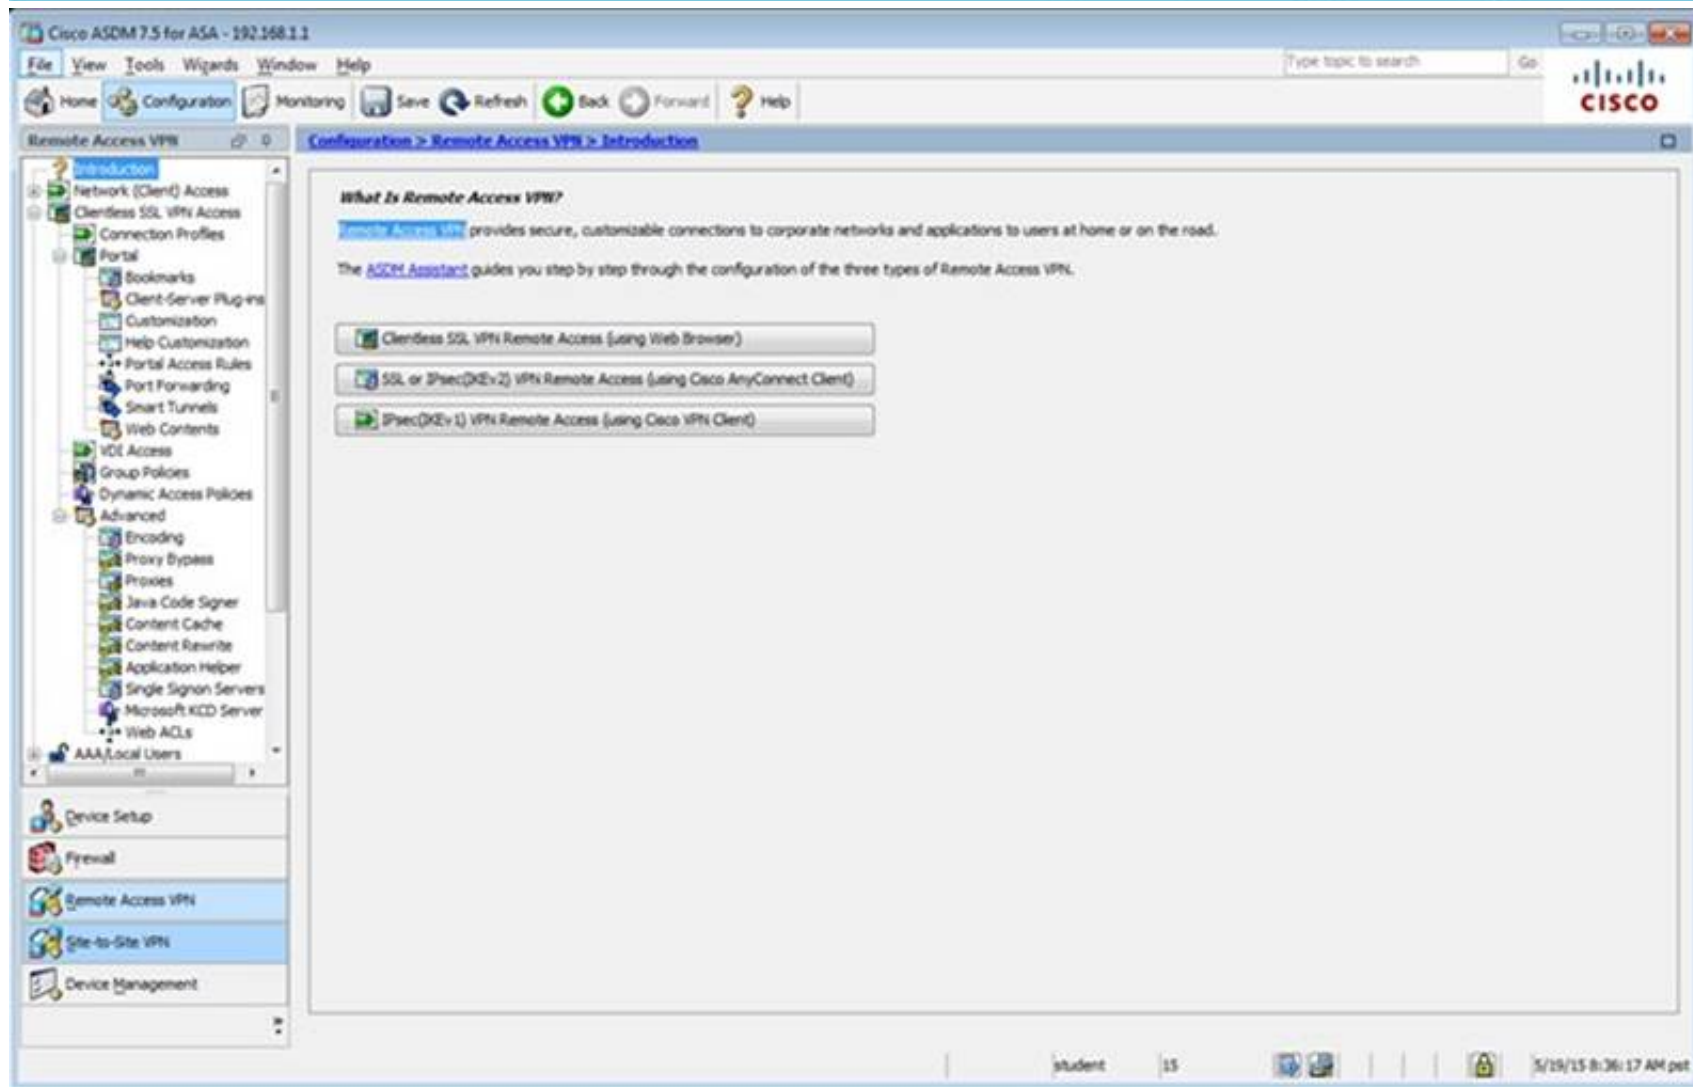 Cisco ASDM 7.5 for ASA - 192.168.1.1
File View Tools Wizards Window Help
Type topic to search Go
CISCO
Home Configuration Monitoring Save Refresh Back Forward Help
Remote Access VPN
Configuration > Remote Access VPN > Introduction
Introduction
Network (Client) Access
Clientless SSL VPN Access
Connection Profiles
Portal
Bookmarks
Client-Server Plug-ins
Customization
Help Customization
Portal Access Rules
Port Forwarding
Smart Tunnels
Web Contents
VDI Access
Group Policies
Dynamic Access Policies
Advanced
Encoding
Proxy Bypass
Proxies
Java Code Signer
Content Cache
Content Rewrite
Application Helper
Single Signon Servers
Microsoft KCD Server
Web ACLs
AAA/Local Users
Device Setup
Firewall
Remote Access VPN
Site-to-Site VPN
Device Management
What Is Remote Access VPN?
Remote Access VPN provides secure, customizable connections to corporate networks and applications to users at home or on the road.
The ASDM Assistant guides you step by step through the configuration of the three types of Remote Access VPN.
Clientless SSL VPN Remote Access (using Web Browser)
SSL or IPsec(IKEv2) VPN Remote Access (using Cisco AnyConnect Client)
IPsec(IKEv1) VPN Remote Access (using Cisco VPN Client)
student 15 5/19/15 8:36:17 AM pst